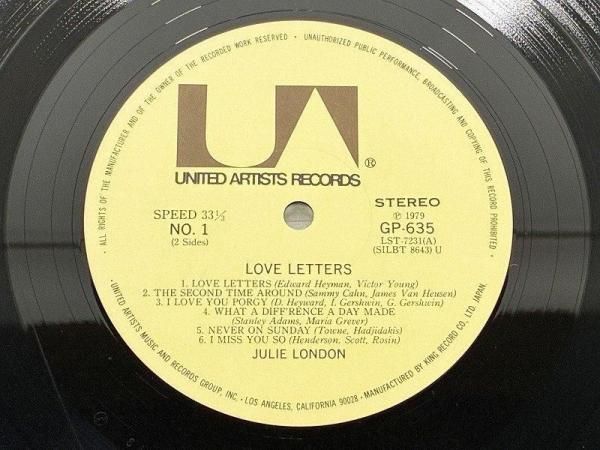 · ALL RIGHTS OF THE MANUFACTURER AND OF THE OWNER OF THE RECORDED WORK RESERVED · UNAUTHORIZED PUBLIC PERFORMANCE, BROADCASTING AND COPYING OF THIS RECORD PROHIBITED ·
UA ®
UNITED ARTISTS RECORDS
SPEED 33⅓
NO. 1
(2 Sides)
STEREO
Ⓟ 1979
GP-635
LST-7231(A)
(SILBT 8643) U
LOVE LETTERS
1. LOVE LETTERS (Edward Heyman, Victor Young)
2. THE SECOND TIME AROUND (Sammy Cahn, James Van Heusen)
3. I LOVE YOU PORGY (D. Heyward, I. Gershwin, G. Gershwin)
4. WHAT A DIFF'RENCE A DAY MADE
(Stanley Adams, Maria Grever)
5. NEVER ON SUNDAY (Towne, Hadjidakis)
6. I MISS YOU SO (Henderson, Scott, Rosin)
JULIE LONDON
·UNITED ARTISTS MUSIC AND RECORDS GROUP, INC. · LOS ANGELES, CALIFORNIA 90028 · MANUFACTURED BY KING RECORD CO. LTD. JAPAN.